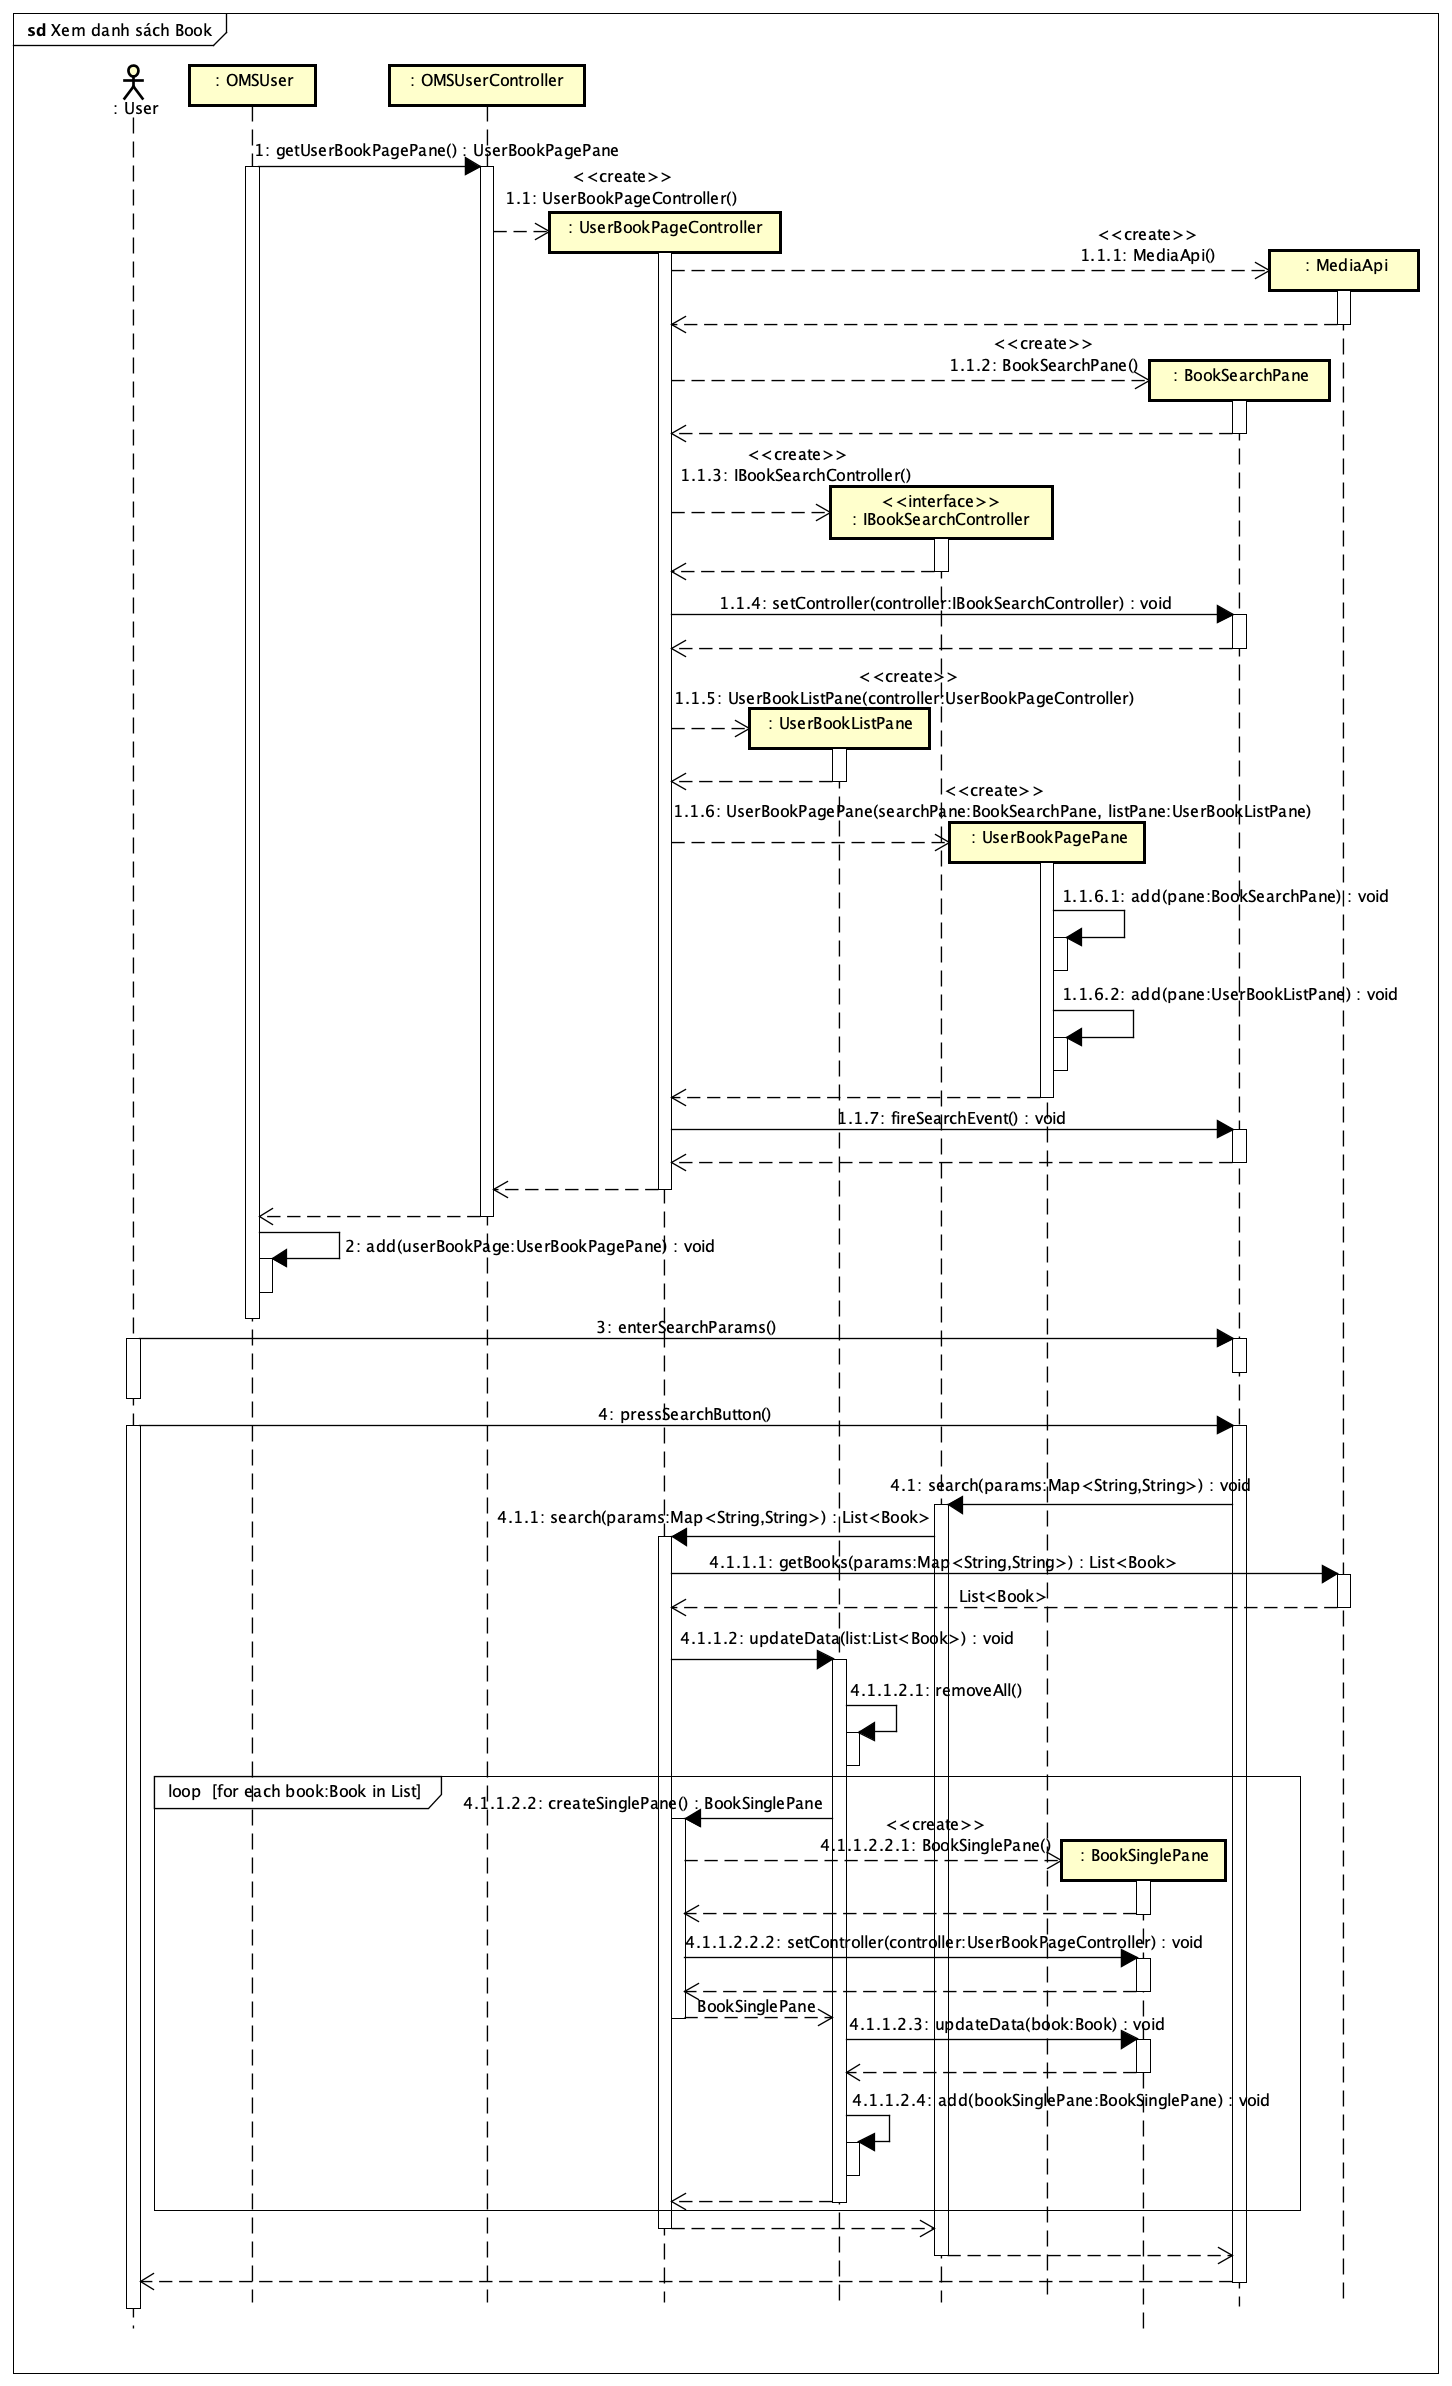 sd Xem danh sách Book
: User
: OMSUser
: OMSUserController
1: getUserBookPagePane() : UserBookPagePane
<<create>>
1.1: UserBookPageController()
: UserBookPageController
<<create>>
1.1.1: MediaApi()
: MediaApi
<<create>>
1.1.2: BookSearchPane()
: BookSearchPane
<<create>>
1.1.3: IBookSearchController()
<<interface>>
: IBookSearchController
1.1.4: setController(controller:IBookSearchController) : void
<<create>>
1.1.5: UserBookListPane(controller:UserBookPageController)
: UserBookListPane
<<create>>
1.1.6: UserBookPagePane(searchPane:BookSearchPane, listPane:UserBookListPane)
: UserBookPagePane
1.1.6.1: add(pane:BookSearchPane) : void
1.1.6.2: add(pane:UserBookListPane) : void
1.1.7: fireSearchEvent() : void
2: add(userBookPage:UserBookPagePane) : void
3: enterSearchParams()
4: pressSearchButton()
4.1: search(params:Map<String,String>) : void
4.1.1: search(params:Map<String,String>) : List<Book>
4.1.1.1: getBooks(params:Map<String,String>) : List<Book>
List<Book>
4.1.1.2: updateData(list:List<Book>) : void
4.1.1.2.1: removeAll()
loop [for each book:Book in List]
4.1.1.2.2: createSinglePane() : BookSinglePane
<<create>>
4.1.1.2.2.1: BookSinglePane()
: BookSinglePane
4.1.1.2.2.2: setController(controller:UserBookPageController) : void
BookSinglePane
4.1.1.2.3: updateData(book:Book) : void
4.1.1.2.4: add(bookSinglePane:BookSinglePane) : void